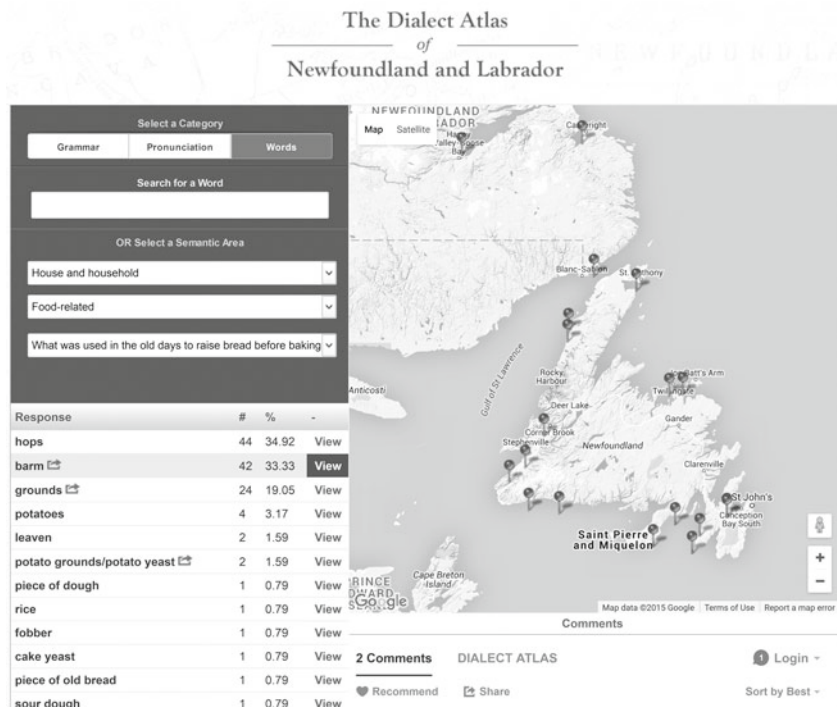 The Dialect Atlas
of
Newfoundland and Labrador
Select a Category
Grammar Pronunciation Words
Search for a Word
OR Select a Semantic Area
House and household
Food-related
What was used in the old days to raise bread before baking
Response # % -
hops 44 34.92 View
barm 42 33.33 View
grounds 24 19.05 View
potatoes 4 3.17 View
leaven 2 1.59 View
potato grounds/potato yeast 2 1.59 View
piece of dough 1 0.79 View
rice 1 0.79 View
fobber 1 0.79 View
cake yeast 1 0.79 View
piece of old bread 1 0.79 View
sour dough 1 0.79 View
NEWFOUNDLAND
Map Satellite
Blanc-Sablon
St. Anthony
Gulf of St Lawrence
Anticosti
Rocky
Harbour
Deer Lake
Twillingate
Gander
Corner Brook
Stephenville
Newfoundland
Clarenville
St John's
Conception
Bay South
Saint Pierre
and Miquelon
Cape Breton
Island
Google
Map data ©2015 Google Terms of Use Report a map error
Comments
2 Comments DIALECT ATLAS 1 Login
Recommend Share Sort by Best